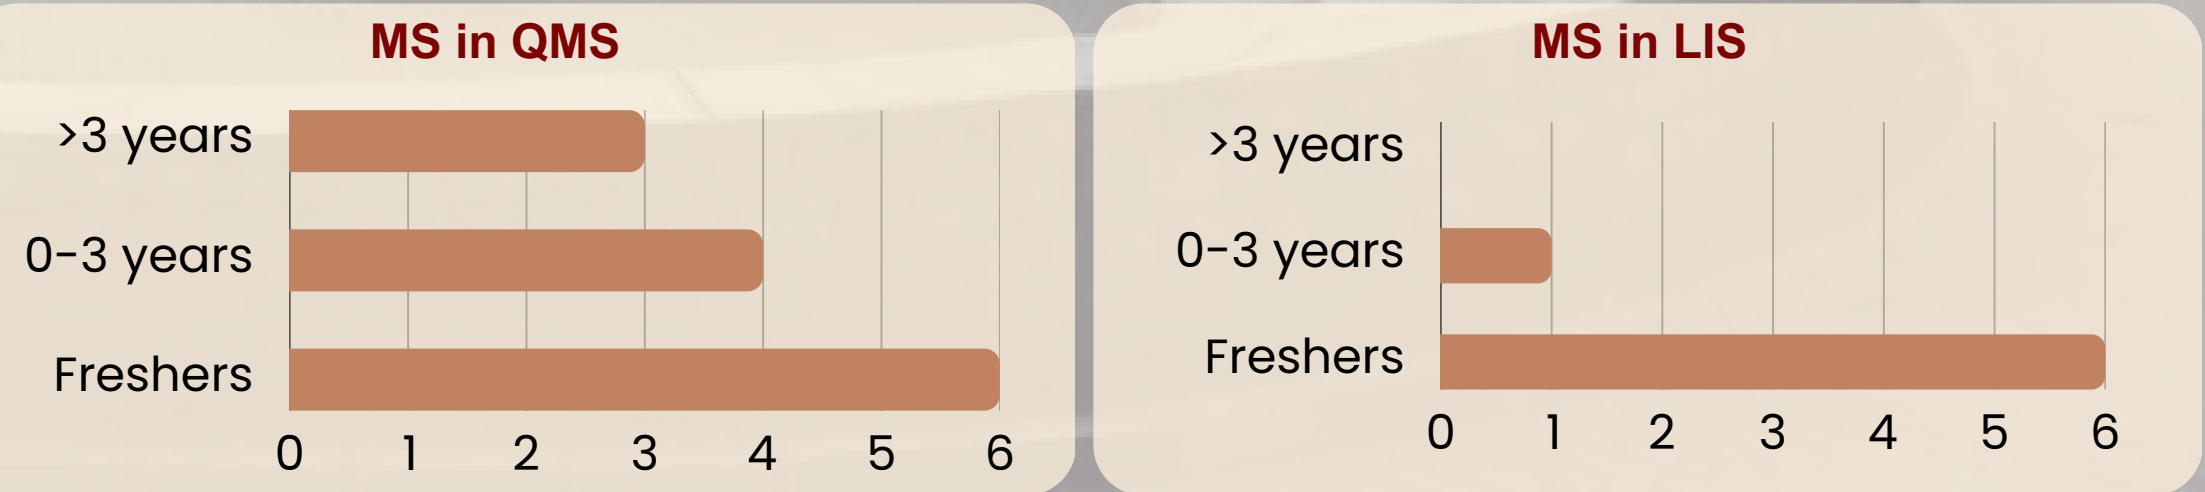 MS in QMS
>3 years
0-3 years
Freshers
0 1 2 3 4 5 6
MS in LIS
>3 years
0-3 years
Freshers
0 1 2 3 4 5 6